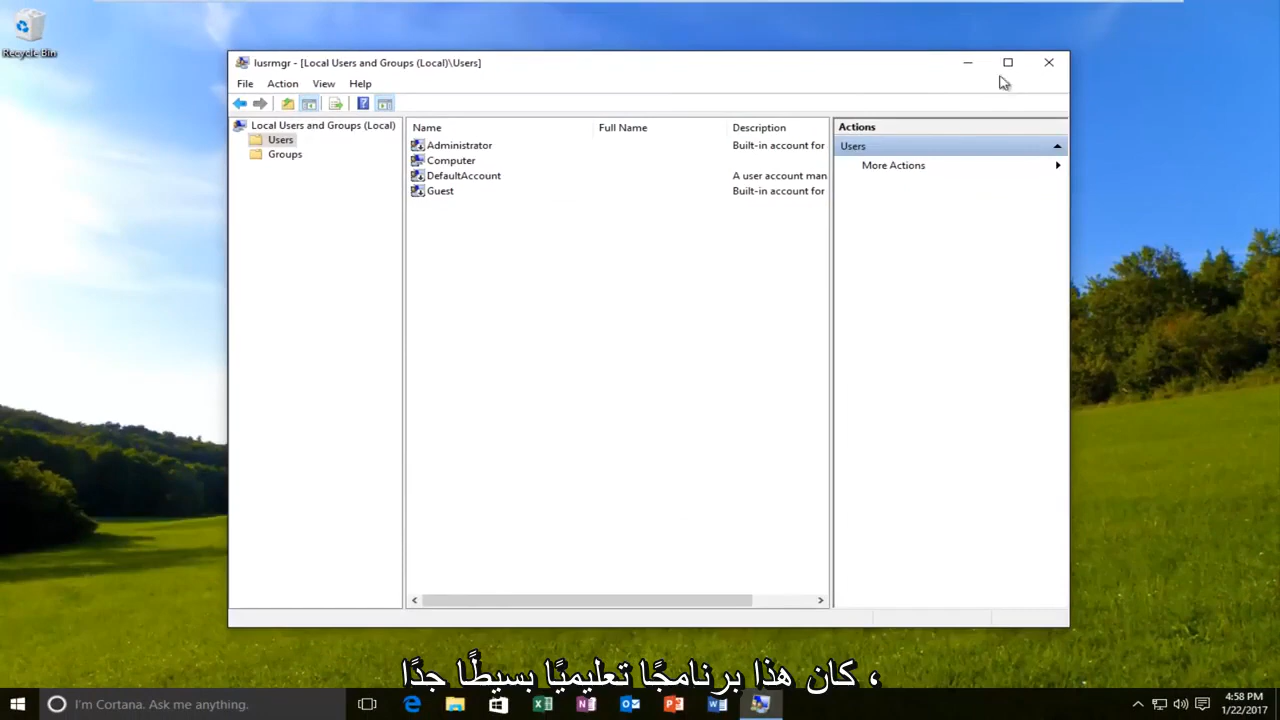 Recycle Bin
lusrmgr - [Local Users and Groups (Local)\Users]
File Action View Help
Local Users and Groups (Local)
Users
Groups
Name Full Name Description
Administrator Built-in account for
Computer
DefaultAccount A user account man
Guest Built-in account for
Actions
Users
More Actions
، كان هذا برنامجًا تعليميًا بسيطًا جدًا
I'm Cortana. Ask me anything.
4:58 PM
1/22/2017